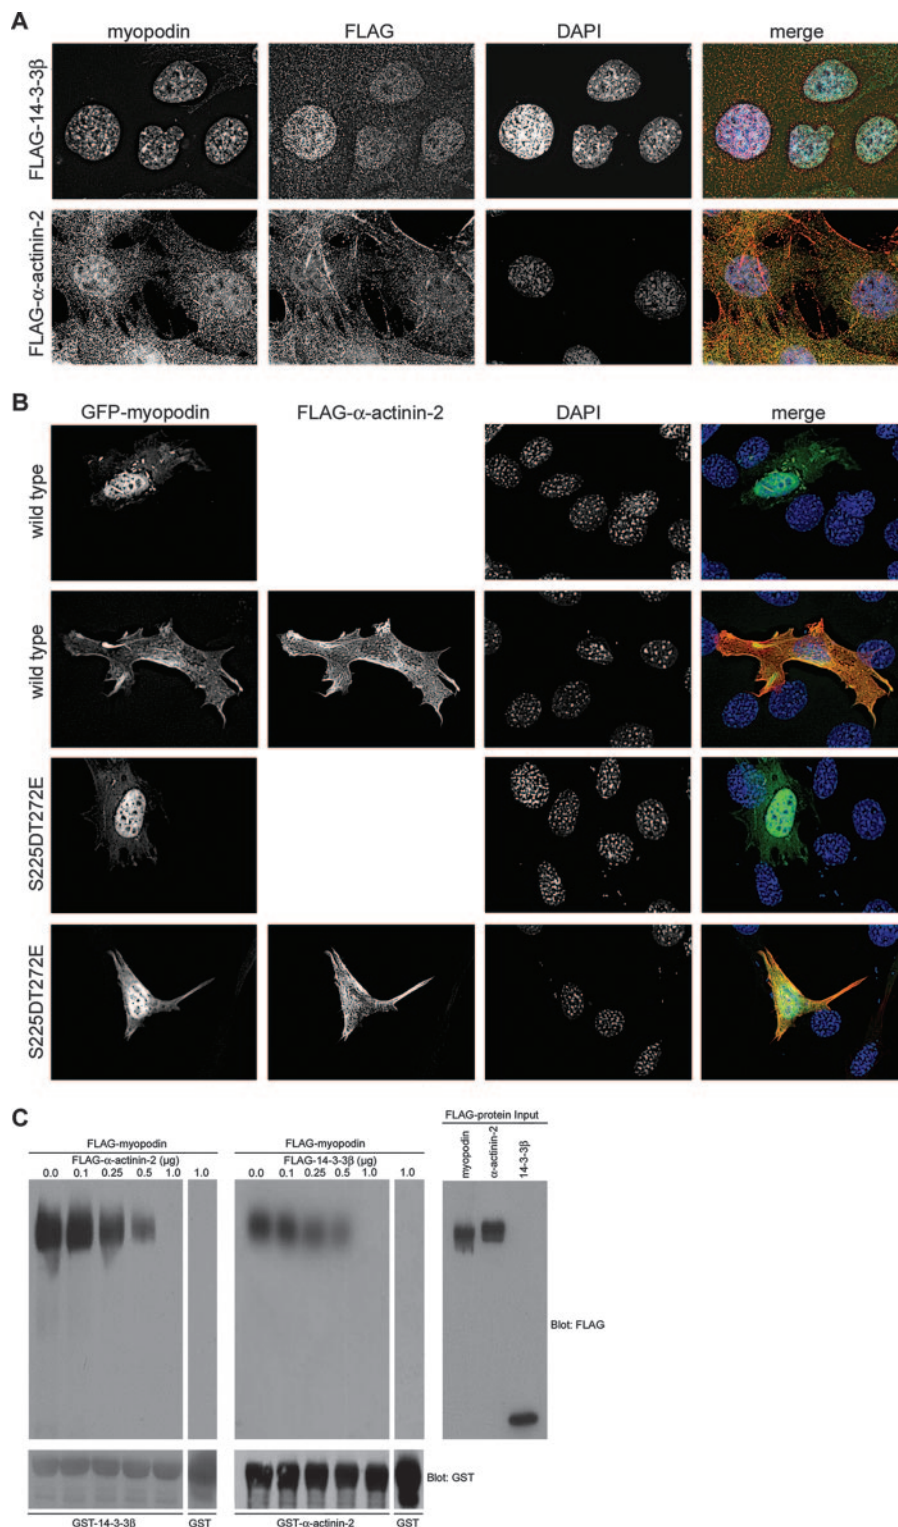 A
myopodin FLAG DAPI merge
FLAG-14-3-3β
FLAG-α-actinin-2
B
GFP-myopodin FLAG-α-actinin-2 DAPI merge
wild type
wild type
S225DT272E
S225DT272E
C
FLAG-myopodin
FLAG-α-actinin-2 (μg)
0.0 0.1 0.25 0.5 1.0 1.0
FLAG-myopodin
FLAG-14-3-3β (μg)
0.0 0.1 0.25 0.5 1.0 1.0
FLAG-protein Input
myopodin
α-actinin-2
14-3-3β
Blot: FLAG
Blot: GST
GST-14-3-3β GST GST-α-actinin-2 GST